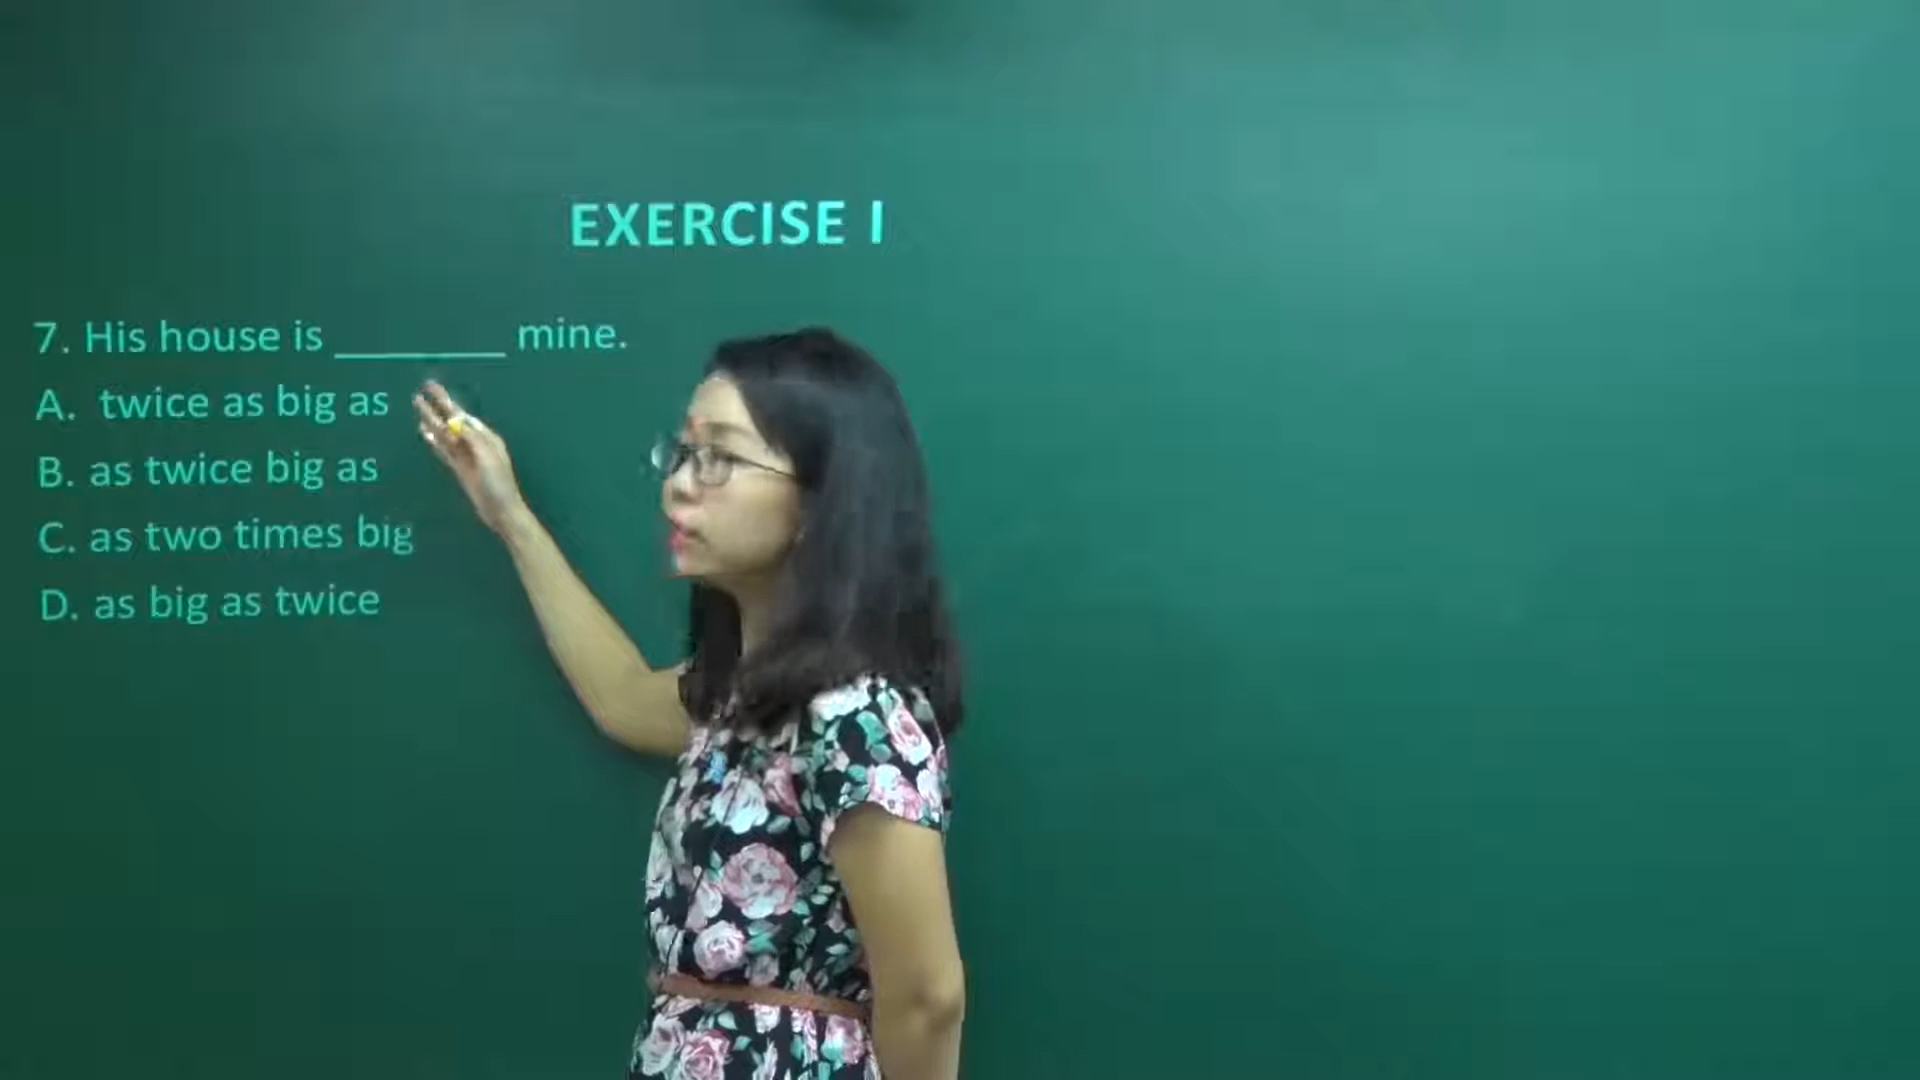 EXERCISE I
7. His house is ________ mine.
A. twice as big as
B. as twice big as
C. as two times big
D. as big as twice